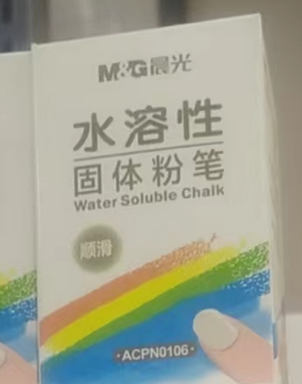 M&G晨光
水溶性
固体粉笔
Water Soluble Chalk
顺滑
·ACPN0106·